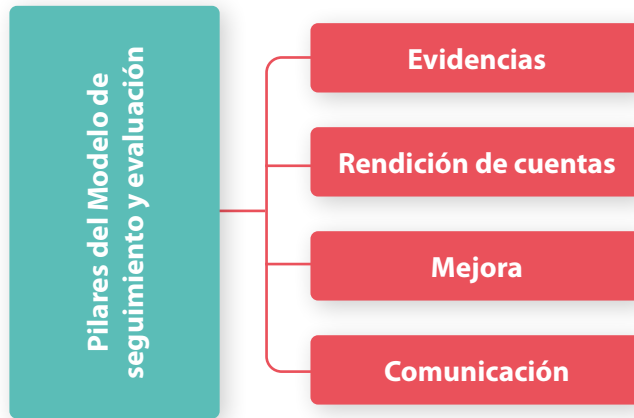 Pilares del Modelo de
seguimiento y evaluación
Evidencias
Rendición de cuentas
Mejora
Comunicación